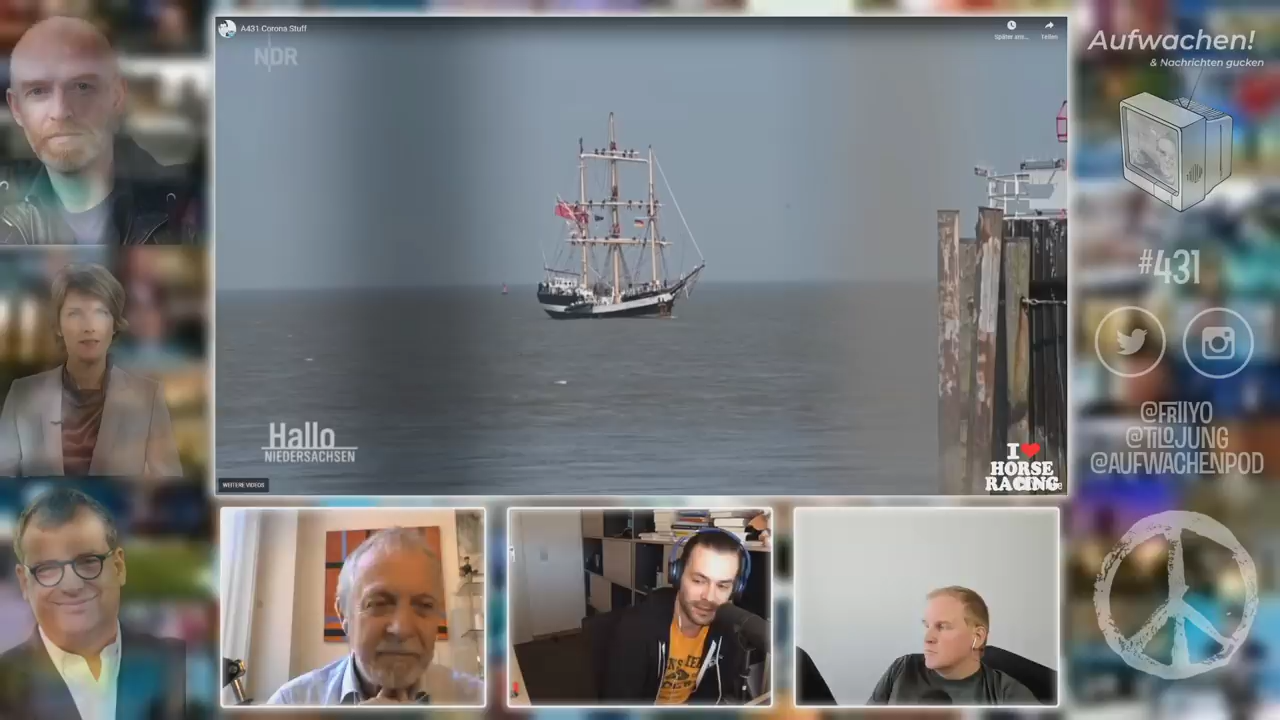 A431 Corona Stuff
Später ans...
Teilen
NDR
Hallo
NIEDERSACHSEN
WEITERE VIDEOS
I
HORSE
RACING
Aufwachen!
& Nachrichten gucken
#431
@FRIIYO
@TILOJUNG
@AUFWACHENPOD